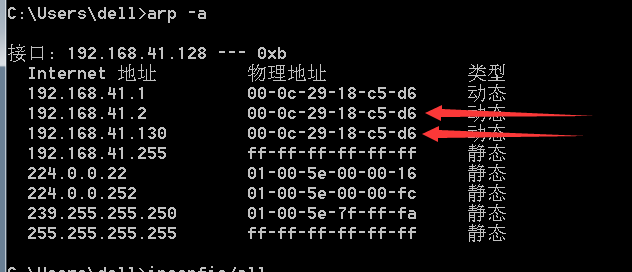 C:\Users\dell>arp -a
接口: 192.168.41.128 --- 0xb
Internet 地址 物理地址 类型
192.168.41.1 00-0c-29-18-c5-d6 动态
192.168.41.2 00-0c-29-18-c5-d6 动态
192.168.41.130 00-0c-29-18-c5-d6 动态
192.168.41.255 ff-ff-ff-ff-ff-ff 静态
224.0.0.22 01-00-5e-00-00-16 静态
224.0.0.252 01-00-5e-00-00-fc 静态
239.255.255.250 01-00-5e-7f-ff-fa 静态
255.255.255.255 ff-ff-ff-ff-ff-ff 静态
C:\Users\dell>